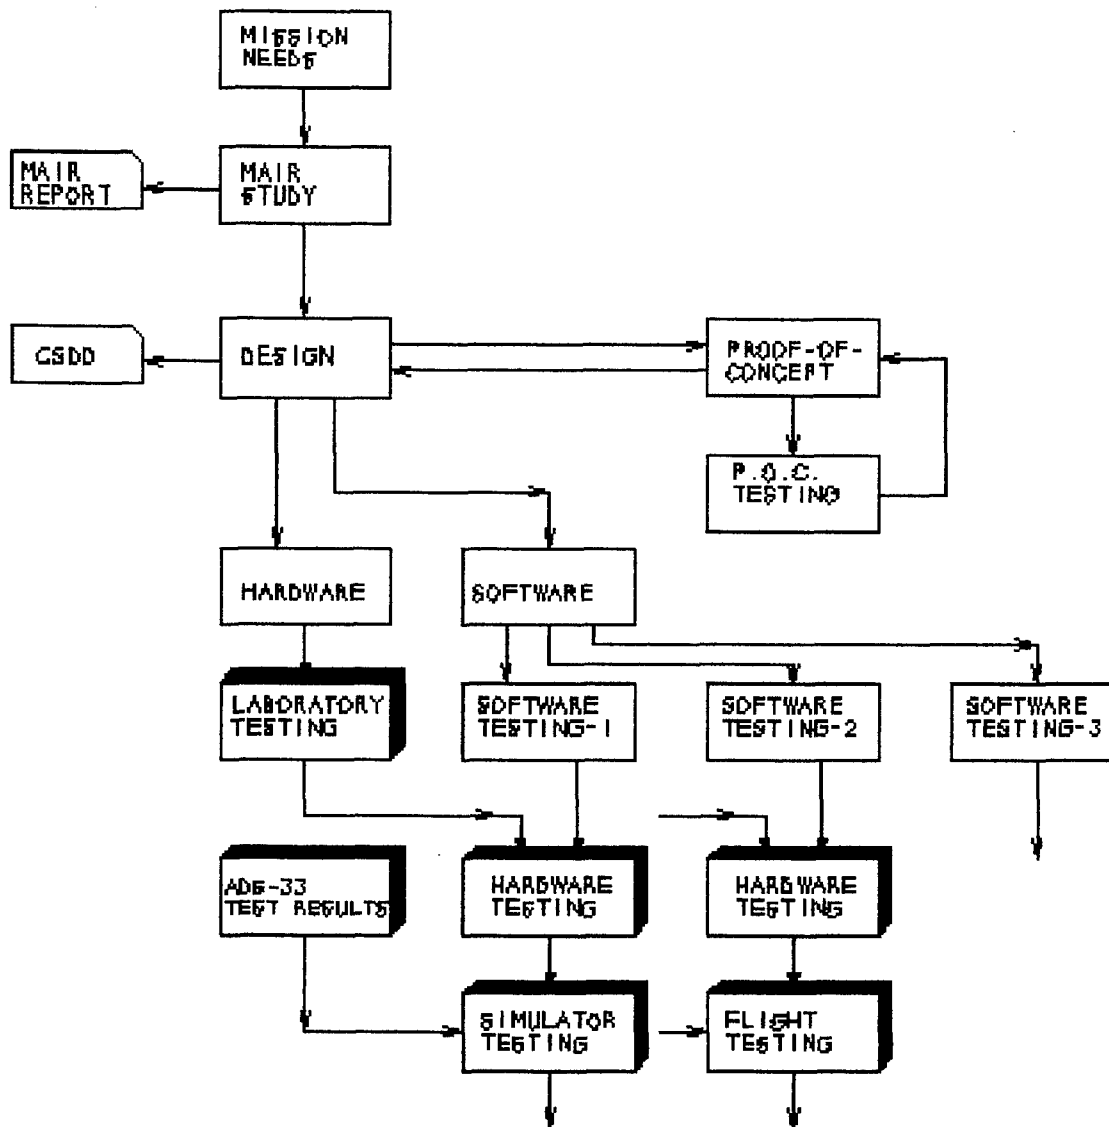 MISSION
NEEDS
MAIR
REPORT
MAIR
STUDY
CSDD
DESIGN
PROOF-OF-
CONCEPT
P.O.C.
TESTING
HARDWARE
SOFTWARE
LABORATORY
TESTING
SOFTWARE
TESTING-1
SOFTWARE
TESTING-2
SOFTWARE
TESTING-3
ADS-33
TEST RESULTS
HARDWARE
TESTING
HARDWARE
TESTING
SIMULATOR
TESTING
FLIGHT
TESTING